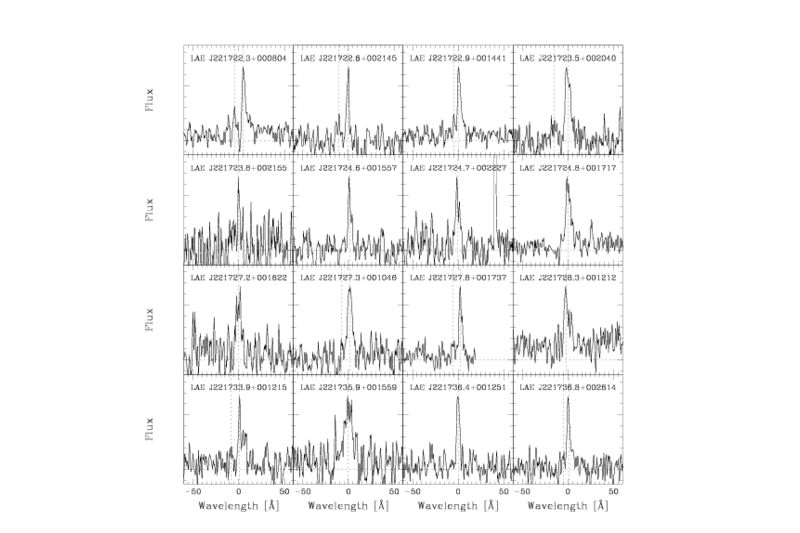 LAE J221722.3+000804 LAE J221722.6+002145 LAE J221722.9+001441 LAE J221723.5+002040
Flux
LAE J221723.8+002155 LAE J221724.6+001557 LAE J221724.7+002227 LAE J221724.8+001717
Flux
LAE J221727.2+001622 LAE J221727.3+001046 LAE J221727.8+001737 LAE J221728.3+001212
Flux
LAE J221733.9+001215 LAE J221735.9+001559 LAE J221736.4+001251 LAE J221736.8+002614
Flux
−50 0 50 −50 0 50 −50 0 50 −50 0 50
Wavelength [Å] Wavelength [Å] Wavelength [Å] Wavelength [Å]